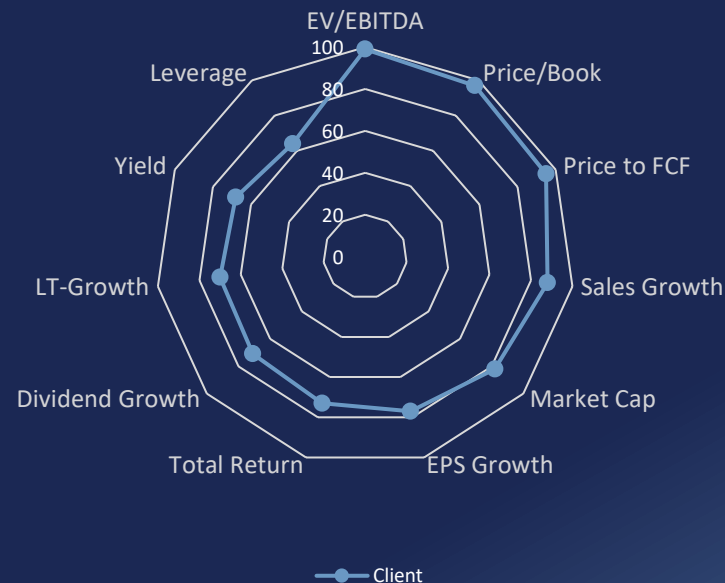 EV/EBITDA
100
Leverage
Price/Book
80
60
Yield
Price to FCF
40
20
0
LT-Growth
Sales Growth
Dividend Growth
Market Cap
Total Return
EPS Growth
Client